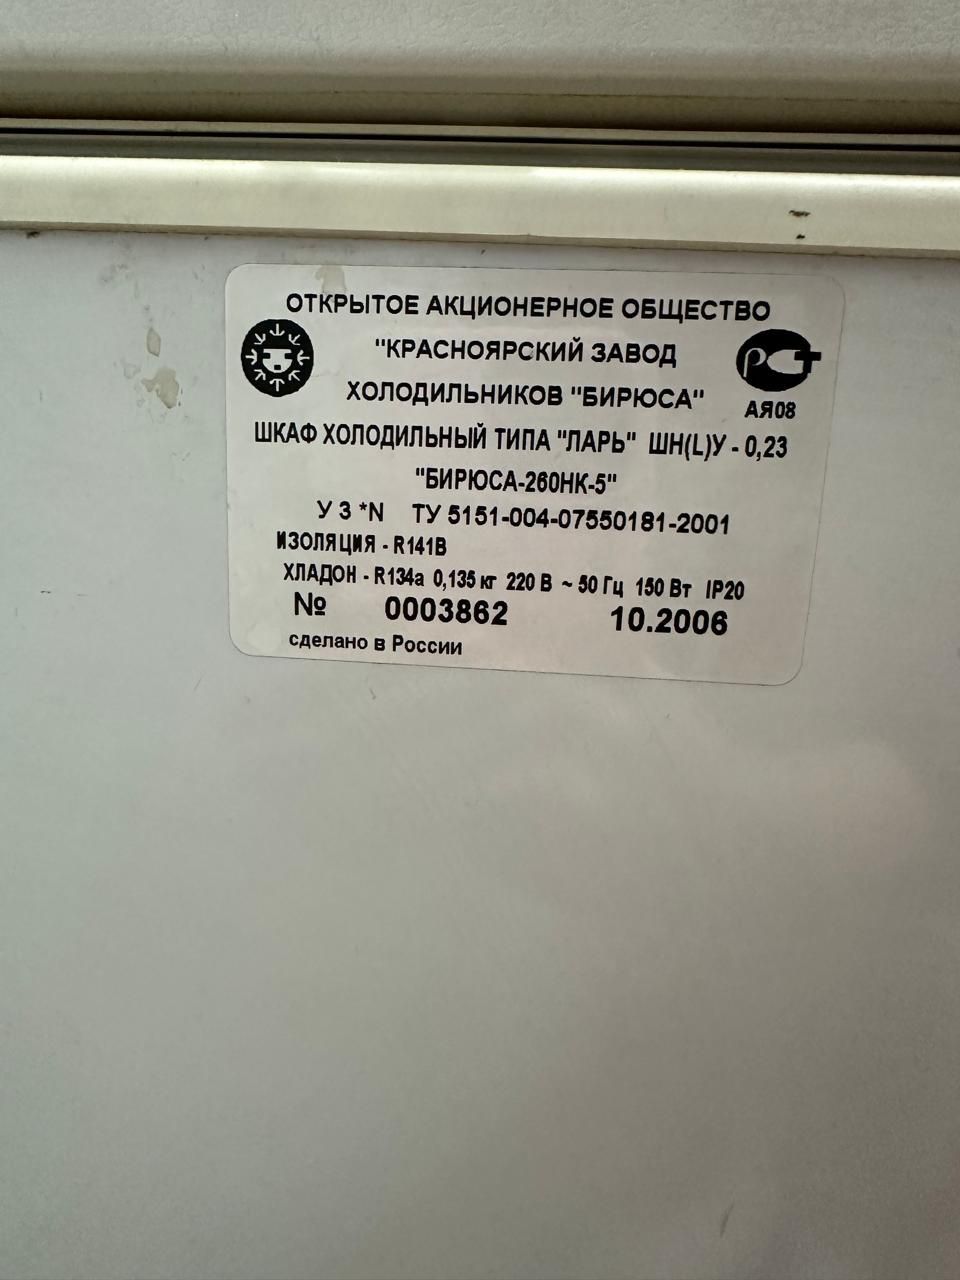 ОТКРЫТОЕ АКЦИОНЕРНОЕ ОБЩЕСТВО
"КРАСНОЯРСКИЙ ЗАВОД
ХОЛОДИЛЬНИКОВ "БИРЮСА"
АЯ08
ШКАФ ХОЛОДИЛЬНЫЙ ТИПА "ЛАРЬ" ШН(L)У - 0,23
"БИРЮСА-260НК-5"
У 3 *N ТУ 5151-004-07550181-2001
ИЗОЛЯЦИЯ - R141B
ХЛАДОН - R134a 0,135 кг 220 В ~ 50 Гц 150 Вт IP20
№ 0003862 10.2006
сделано в России